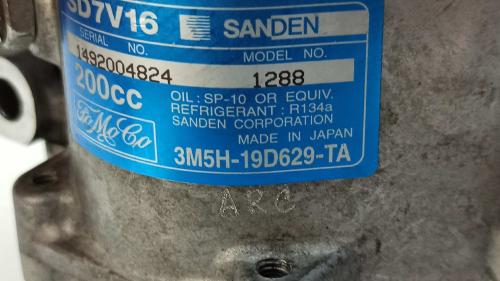 SD7V16 SANDEN
SERIAL NO. MODEL NO.
1492004824 1288
200CC OIL: SP-10 OR EQUIV.
REFRIGERANT: R134a
SANDEN CORPORATION
FoMoCo MADE IN JAPAN
3M5H-19D629-TA
ARC